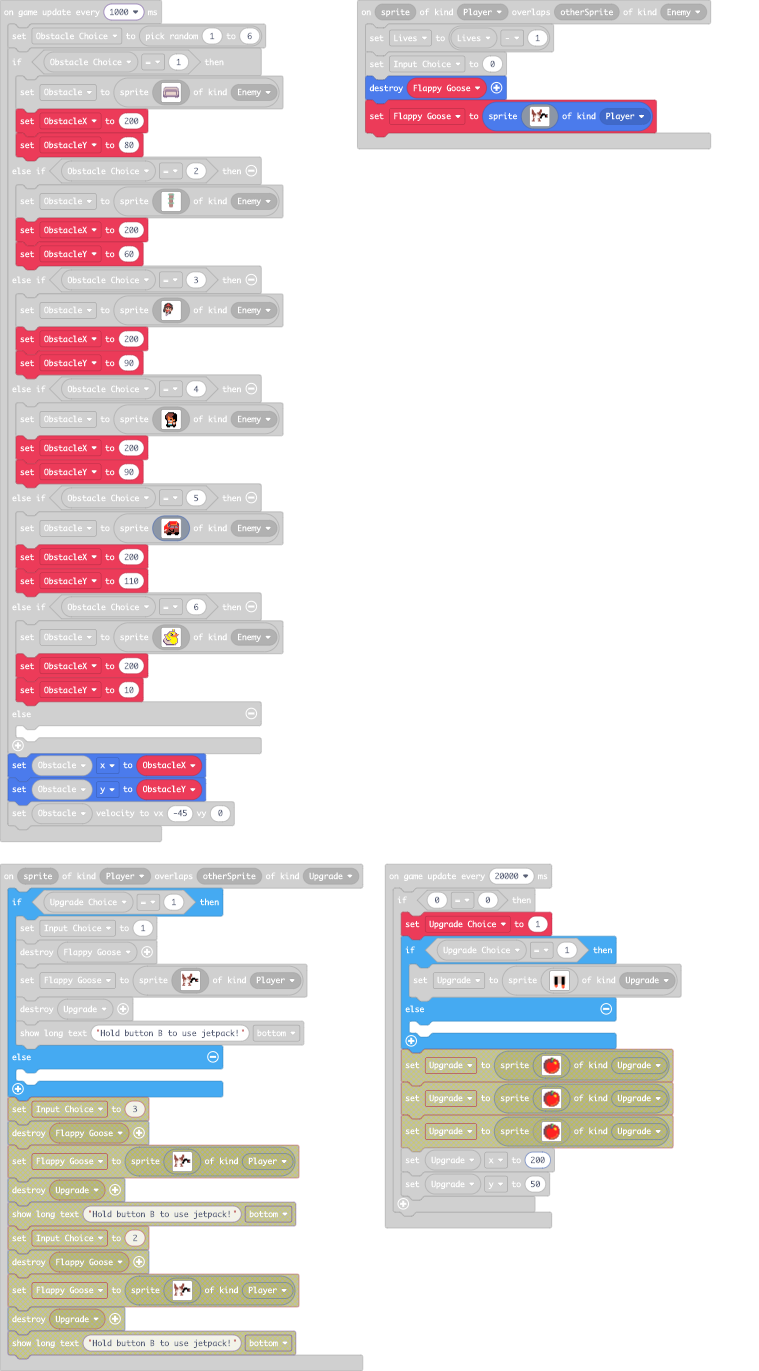 on game update every 1000 ms
set Obstacle Choice to pick random 1 to 6
if Obstacle Choice = 1 then
set Obstacle to sprite of kind Enemy
set ObstacleX to 200
set ObstacleY to 80
else if Obstacle Choice = 2 then
set Obstacle to sprite of kind Enemy
set ObstacleX to 200
set ObstacleY to 60
else if Obstacle Choice = 3 then
set Obstacle to sprite of kind Enemy
set ObstacleX to 200
set ObstacleY to 90
else if Obstacle Choice = 4 then
set Obstacle to sprite of kind Enemy
set ObstacleX to 200
set ObstacleY to 90
else if Obstacle Choice = 5 then
set Obstacle to sprite of kind Enemy
set ObstacleX to 200
set ObstacleY to 110
else if Obstacle Choice = 6 then
set Obstacle to sprite of kind Enemy
set ObstacleX to 200
set ObstacleY to 10
else
set Obstacle x to ObstacleX
set Obstacle y to ObstacleY
set Obstacle velocity to vx -45 vy 0
on sprite of kind Player overlaps otherSprite of kind Enemy
set Lives to Lives - 1
set Input Choice to 0
destroy Flappy Goose
set Flappy Goose to sprite of kind Player
on sprite of kind Player overlaps otherSprite of kind Upgrade
if Upgrade Choice = 1 then
set Input Choice to 1
destroy Flappy Goose
set Flappy Goose to sprite of kind Player
destroy Upgrade
show long text "Hold button B to use jetpack!" bottom
else
set Input Choice to 3
destroy Flappy Goose
set Flappy Goose to sprite of kind Player
destroy Upgrade
show long text "Hold button B to use jetpack!" bottom
set Input Choice to 2
destroy Flappy Goose
set Flappy Goose to sprite of kind Player
destroy Upgrade
show long text "Hold button B to use jetpack!" bottom
on game update every 20000 ms
if 0 = 0 then
set Upgrade Choice to 1
if Upgrade Choice = 1 then
set Upgrade to sprite of kind Upgrade
else
set Upgrade to sprite of kind Upgrade
set Upgrade to sprite of kind Upgrade
set Upgrade to sprite of kind Upgrade
set Upgrade x to 200
set Upgrade y to 50